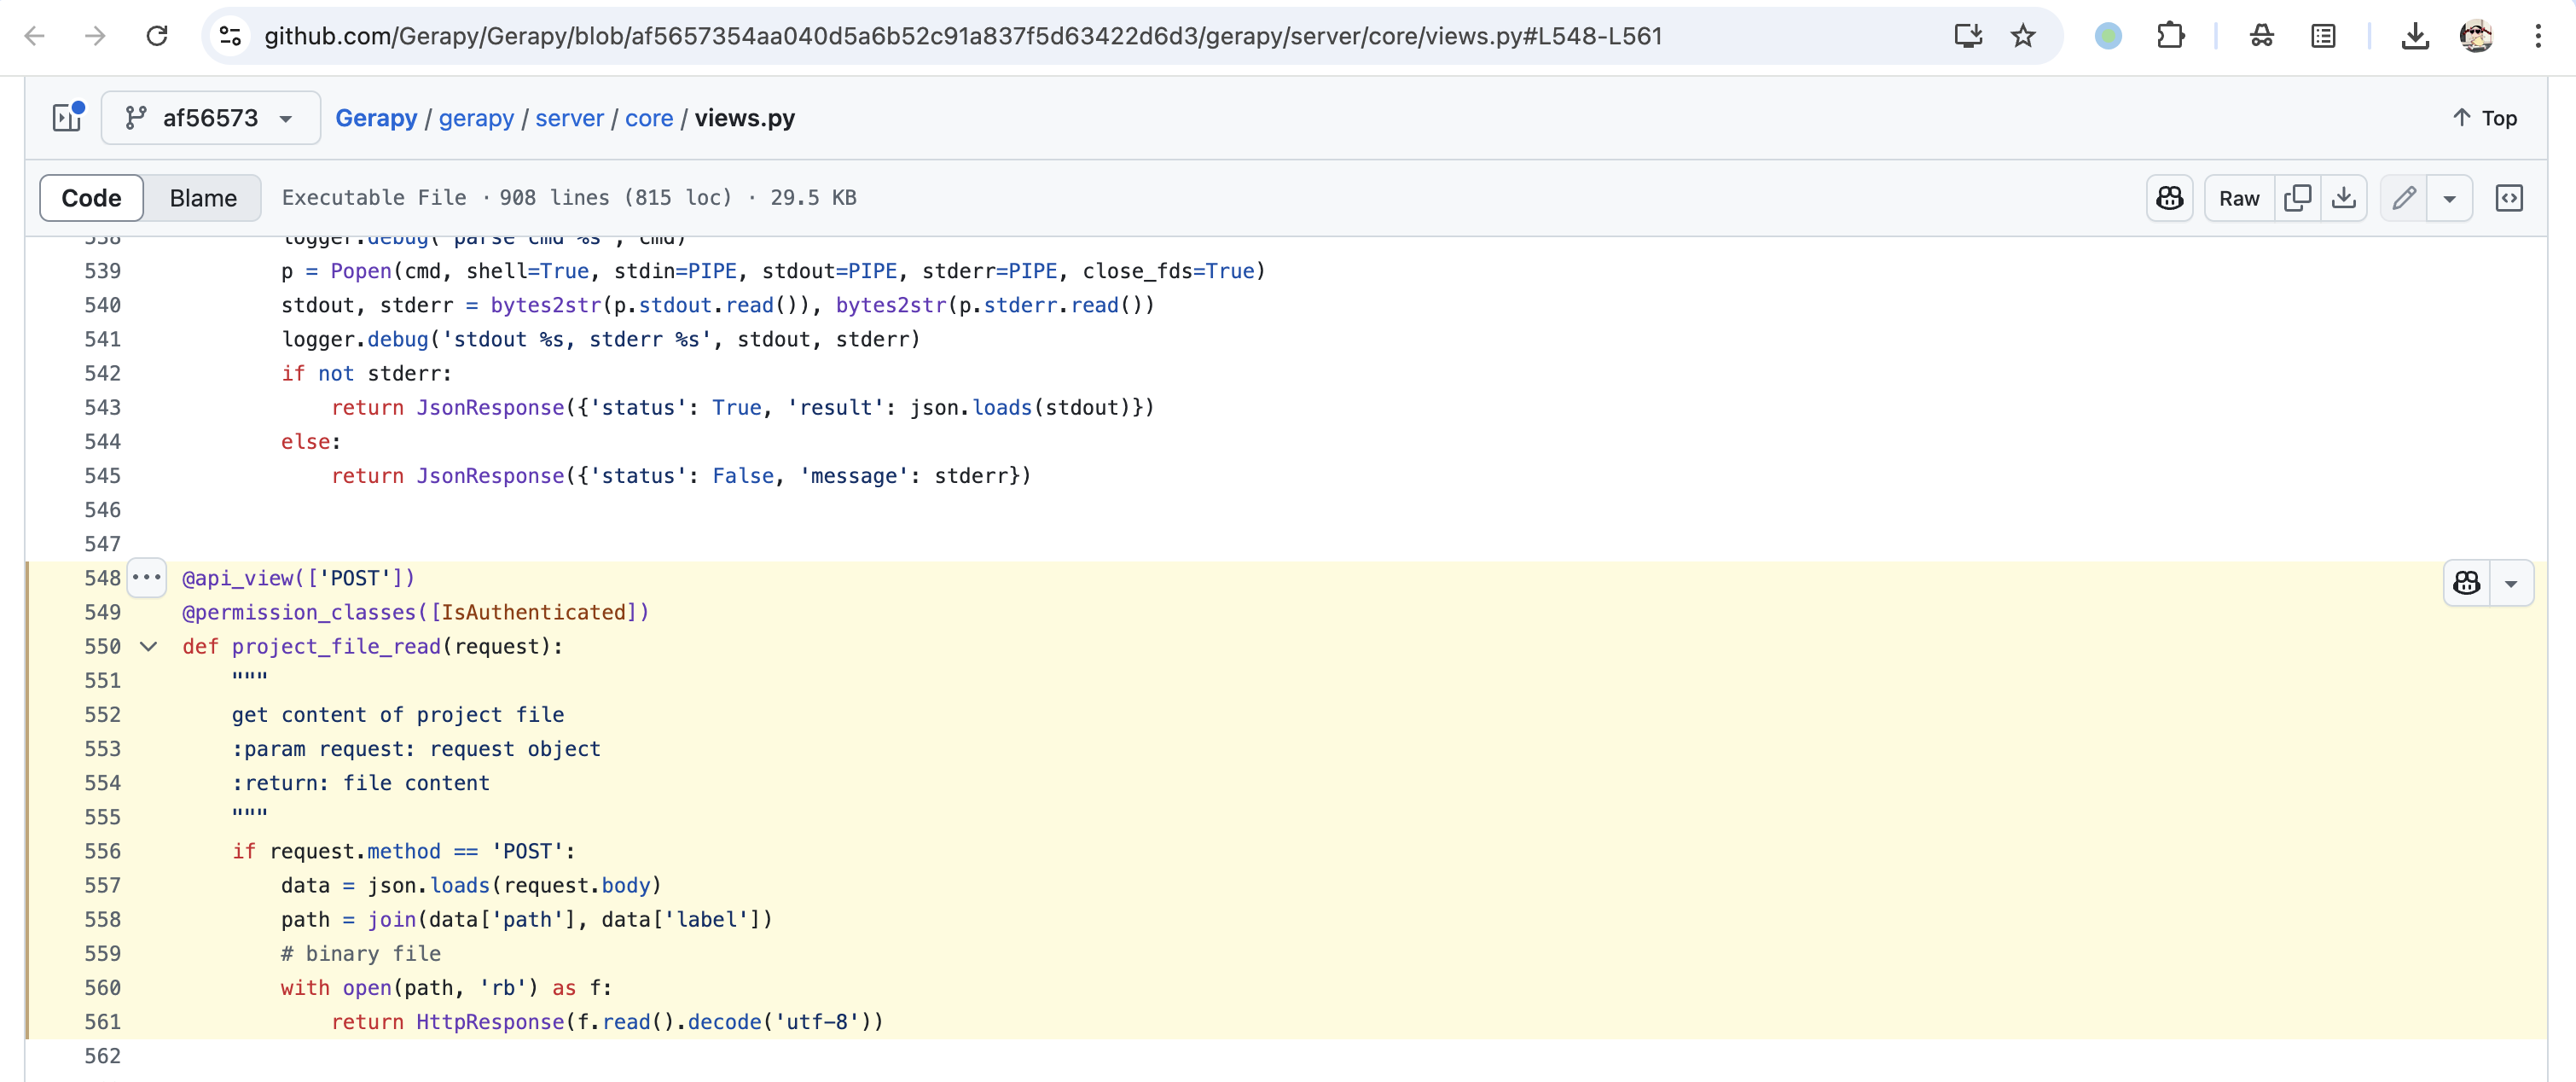 github.com/Gerapy/Gerapy/blob/af5657354aa040d5a6b52c91a837f5d63422d6d3/gerapy/server/core/views.py#L548-L561
af56573
Gerapy / gerapy / server / core / views.py
Top
Code Blame Executable File · 908 lines (815 loc) · 29.5 KB
Raw
538 logger.debug('parse cmd %s', cmd)
539 p = Popen(cmd, shell=True, stdin=PIPE, stdout=PIPE, stderr=PIPE, close_fds=True)
540 stdout, stderr = bytes2str(p.stdout.read()), bytes2str(p.stderr.read())
541 logger.debug('stdout %s, stderr %s', stdout, stderr)
542 if not stderr:
543 return JsonResponse({'status': True, 'result': json.loads(stdout)})
544 else:
545 return JsonResponse({'status': False, 'message': stderr})
546
547
548 @api_view(['POST'])
549 @permission_classes([IsAuthenticated])
550 def project_file_read(request):
551 """
552 get content of project file
553 :param request: request object
554 :return: file content
555 """
556 if request.method == 'POST':
557 data = json.loads(request.body)
558 path = join(data['path'], data['label'])
559 # binary file
560 with open(path, 'rb') as f:
561 return HttpResponse(f.read().decode('utf-8'))
562